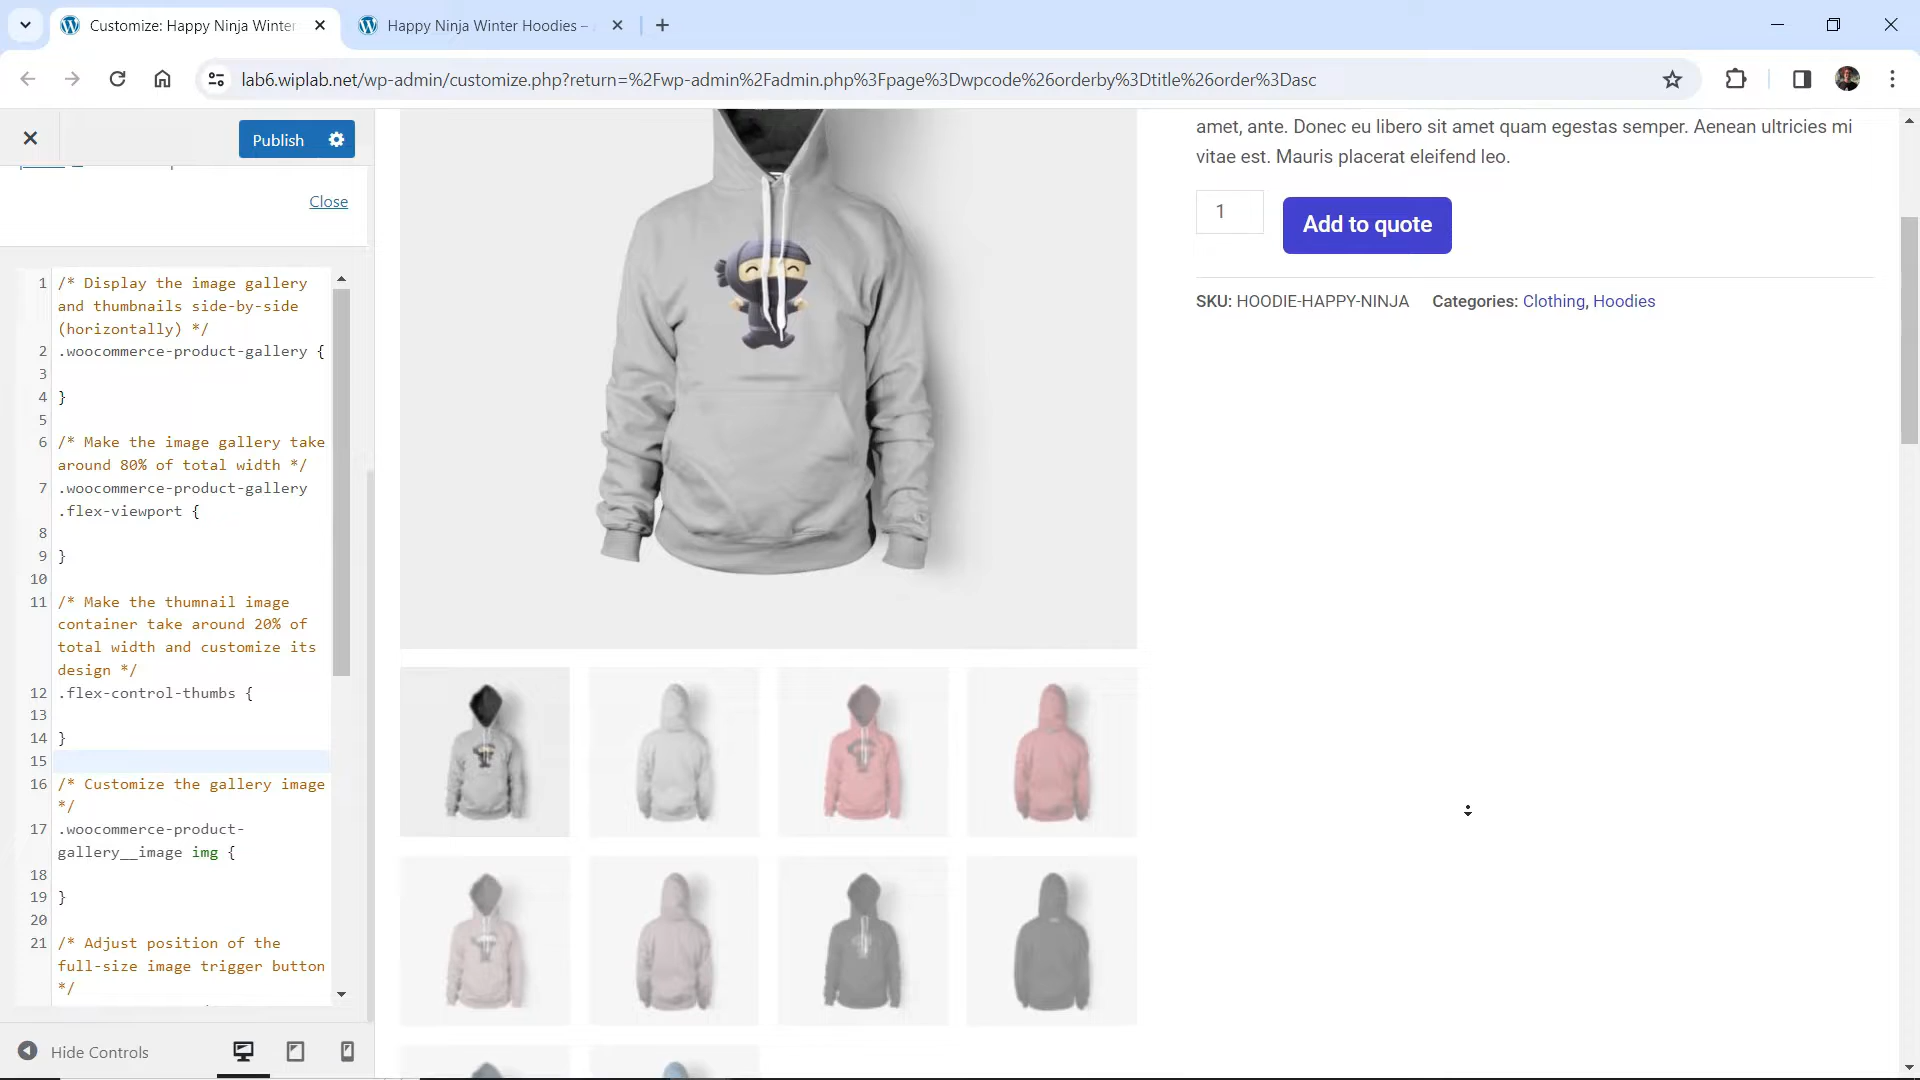 Customize: Happy Ninja Winter
Happy Ninja Winter Hoodies –
lab6.wiplab.net/wp-admin/customize.php?return=%2Fwp-admin%2Fadmin.php%3Fpage%3Dwpcode%26orderby%3Dtitle%26order%3Dasc
Publish
Close
1 /* Display the image gallery
and thumbnails side-by-side
(horizontally) */
2 .woocommerce-product-gallery {
3
4 }
5
6 /* Make the image gallery take
around 80% of total width */
7 .woocommerce-product-gallery
.flex-viewport {
8
9 }
10
11 /* Make the thumnail image
container take around 20% of
total width and customize its
design */
12 .flex-control-thumbs {
13
14 }
15
16 /* Customize the gallery image
*/
17 .woocommerce-product-
gallery__image img {
18
19 }
20
21 /* Adjust position of the
full-size image trigger button
*/
Hide Controls
amet, ante. Donec eu libero sit amet quam egestas semper. Aenean ultricies mi
vitae est. Mauris placerat eleifend leo.
1
Add to quote
SKU: HOODIE-HAPPY-NINJA Categories: Clothing, Hoodies